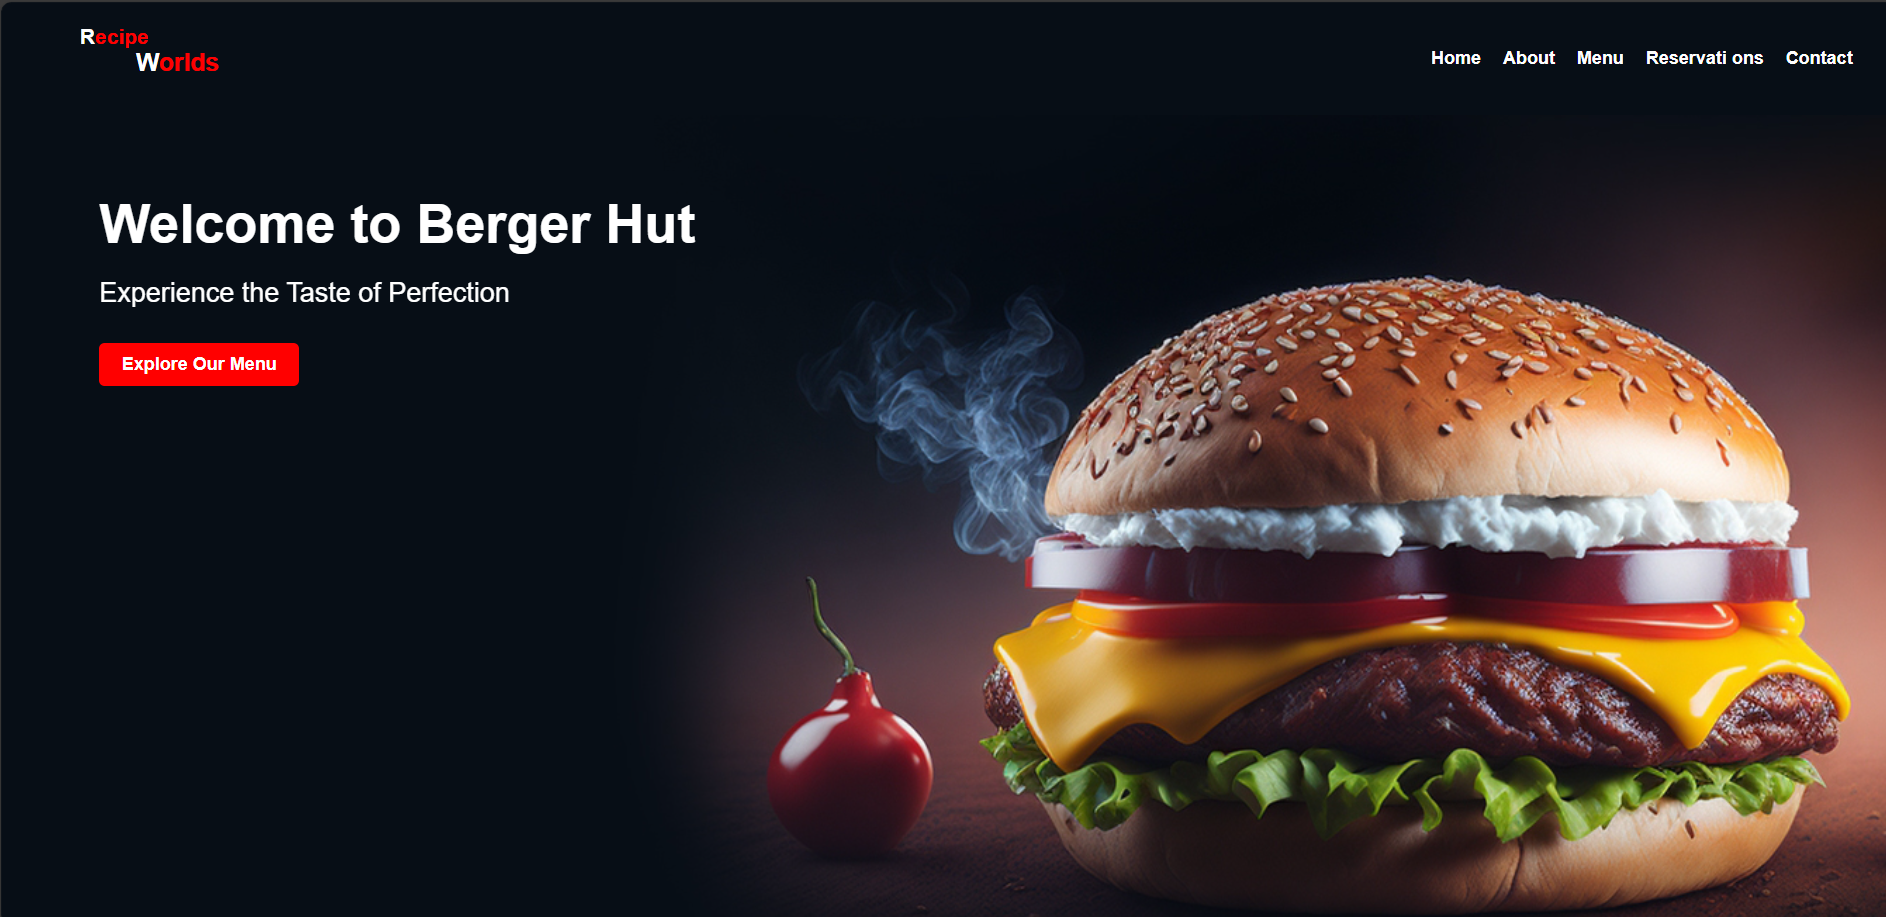 Recipe
Worlds
Home About Menu Reservati ons Contact
Welcome to Berger Hut
Experience the Taste of Perfection
Explore Our Menu